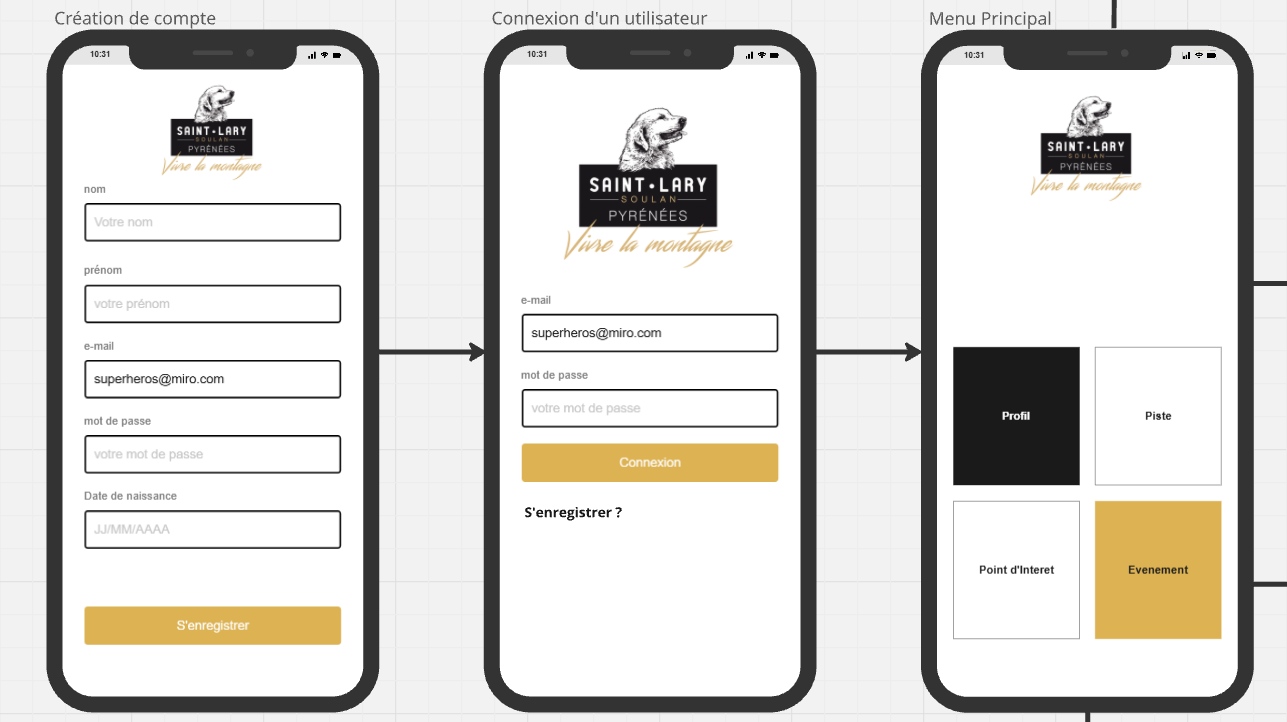 Création de compte
10:31
SAINT • LARY
SOULAN
PYRÉNÉES
Vivre la montagne
nom
Votre nom
prénom
votre prénom
e-mail
superheros@miro.com
mot de passe
votre mot de passe
Date de naissance
JJ/MM/AAAA
S'enregistrer
Connexion d'un utilisateur
10:31
SAINT • LARY
SOULAN
PYRÉNÉES
Vivre la montagne
e-mail
superheros@miro.com
mot de passe
votre mot de passe
Connexion
S'enregistrer ?
Menu Principal
10:31
SAINT • LARY
SOULAN
PYRÉNÉES
Vivre la montagne
Profil
Piste
Point d'Interet
Evenement